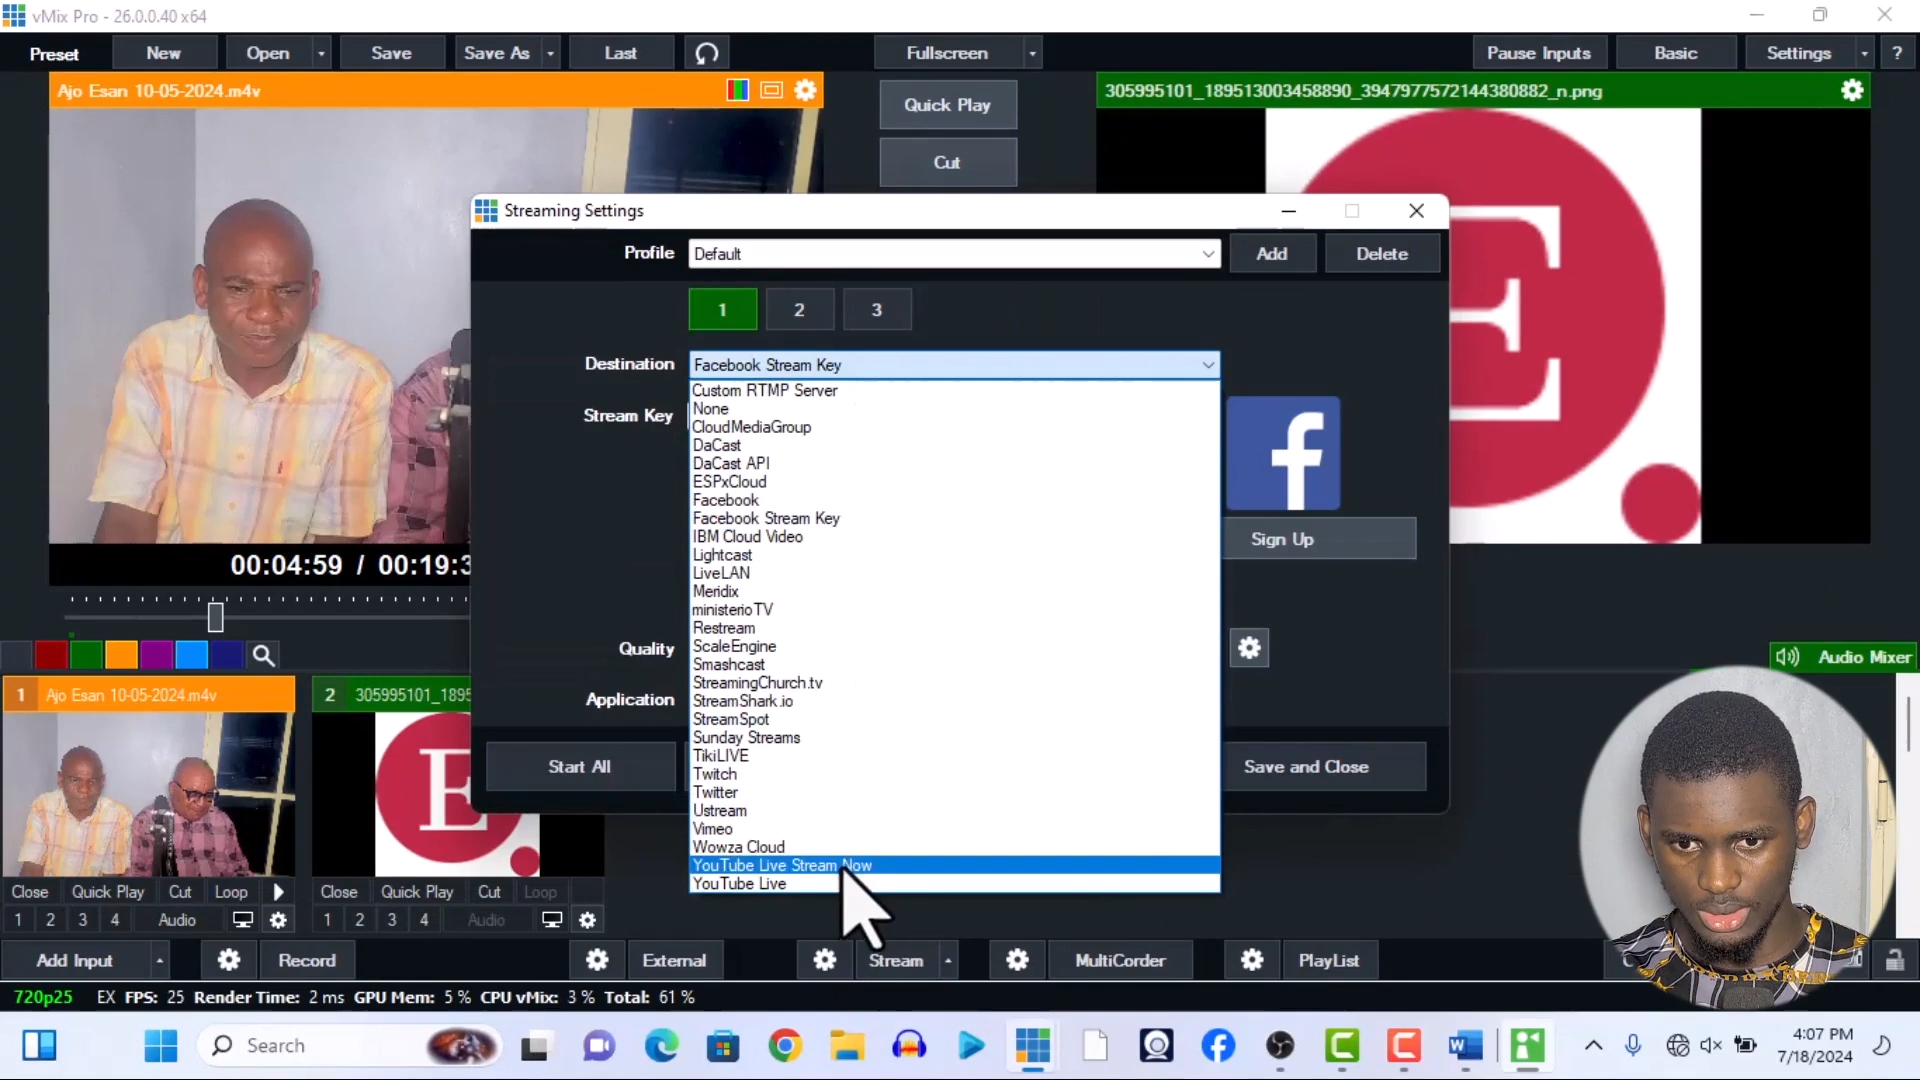 vMix Pro - 26.0.0.40 x64
Preset New Open Save Save As Last Fullscreen Pause Inputs Basic Settings ?
Ajo Esan 10-05-2024.m4v
305995101_189513003458890_3947977572144380882_n.png
Quick Play
Cut
Streaming Settings
Profile Default Add Delete
1 2 3
Destination Facebook Stream Key
Stream Key
Custom RTMP Server
None
CloudMediaGroup
DaCast
DaCast API
ESPxCloud
Facebook
Facebook Stream Key
IBM Cloud Video
Lightcast
LiveLAN
Meridix
ministerioTV
Restream
ScaleEngine
Smashcast
StreamingChurch.tv
StreamShark.io
StreamSpot
Sunday Streams
TikiLIVE
Twitch
Twitter
Ustream
Vimeo
Wowza Cloud
YouTube Live Stream Now
YouTube Live
f
Sign Up
Quality
Application
Start All
Save and Close
E
00:04:59 / 00:19:3
Audio Mixer
1 Ajo Esan 10-05-2024.m4v
2 305995101_1895
E
Close Quick Play Cut Loop
1 2 3 4 Audio
Close Quick Play Cut Loop
1 2 3 4 Audio
Add Input Record External Stream MultiCorder PlayList
720p25 EX FPS: 25 Render Time: 2 ms GPU Mem: 5 % CPU vMix: 3 % Total: 61 %
Search
4:07 PM
7/18/2024